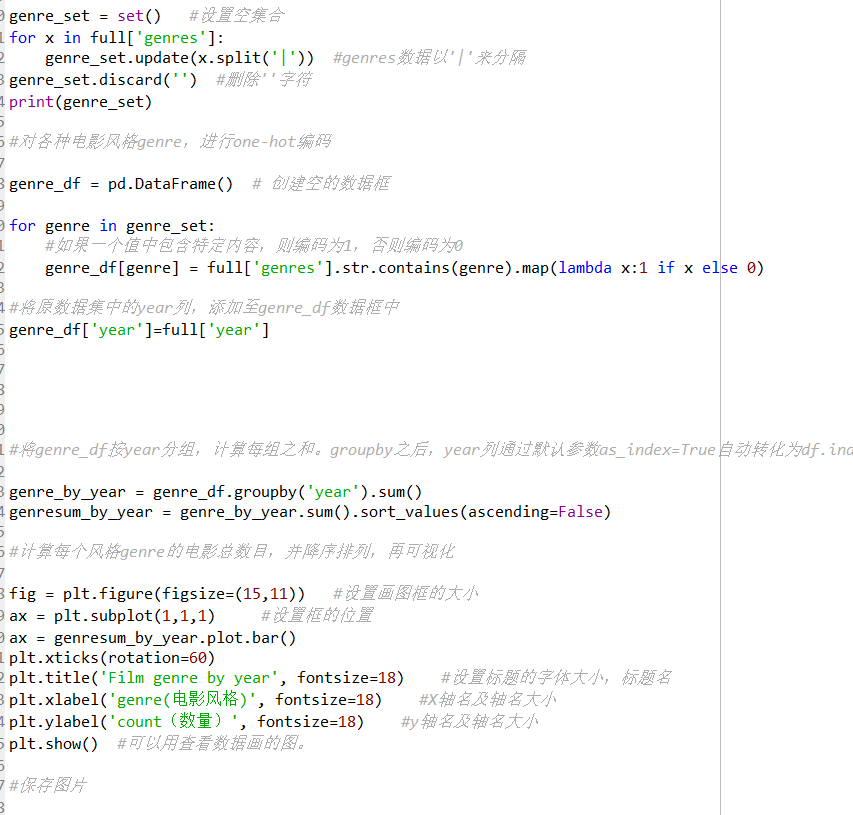 genre_set = set()   #设置空集合
for x in full['genres']:
    genre_set.update(x.split('|'))  #genres数据以'|'来分隔
genre_set.discard('')  #删除''字符
print(genre_set)
#对各种电影风格genre，进行one-hot编码
genre_df = pd.DataFrame()  # 创建空的数据框
for genre in genre_set:
    #如果一个值中包含特定内容，则编码为1，否则编码为0
    genre_df[genre] = full['genres'].str.contains(genre).map(lambda x:1 if x else 0)
#将原数据集中的year列，添加至genre_df数据框中
genre_df['year']=full['year']
#将genre_df按year分组，计算每组之和。groupby之后，year列通过默认参数as_index=True自动转化为df.ind
genre_by_year = genre_df.groupby('year').sum()
genresum_by_year = genre_by_year.sum().sort_values(ascending=False)
#计算每个风格genre的电影总数目，并降序排列，再可视化
fig = plt.figure(figsize=(15,11))   #设置画图框的大小
ax = plt.subplot(1,1,1)     #设置框的位置
ax = genresum_by_year.plot.bar()
plt.xticks(rotation=60)
plt.title('Film genre by year', fontsize=18)    #设置标题的字体大小，标题名
plt.xlabel('genre(电影风格)', fontsize=18)    #X轴名及轴名大小
plt.ylabel('count（数量）', fontsize=18)    #y轴名及轴名大小
plt.show()  #可以用查看数据画的图。
#保存图片